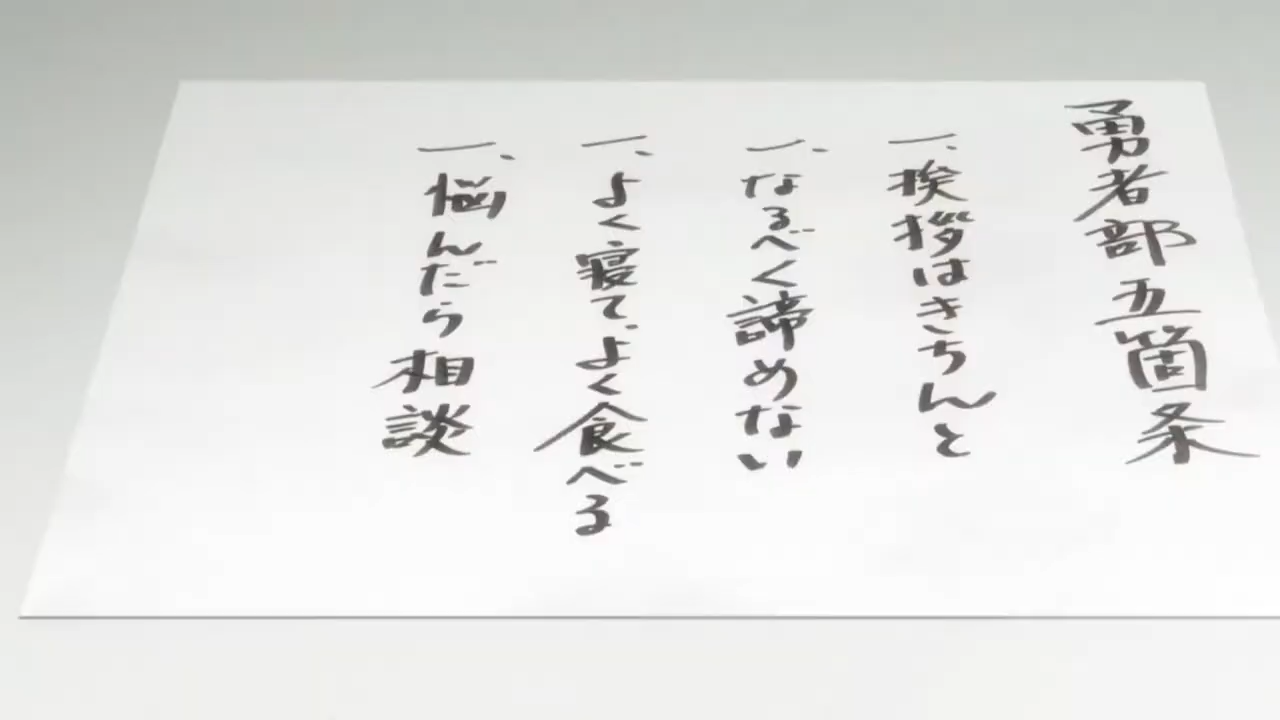 勇者部五箇条
一、挨拶はきちんと
一、なるべく諦めない
一、よく寝て、よく食べる
一、悩んだら相談